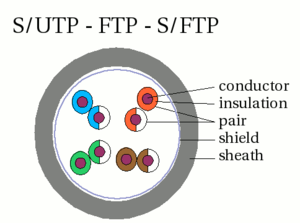 S/UTP - FTP - S/FTP
conductor
insulation
pair
shield
sheath